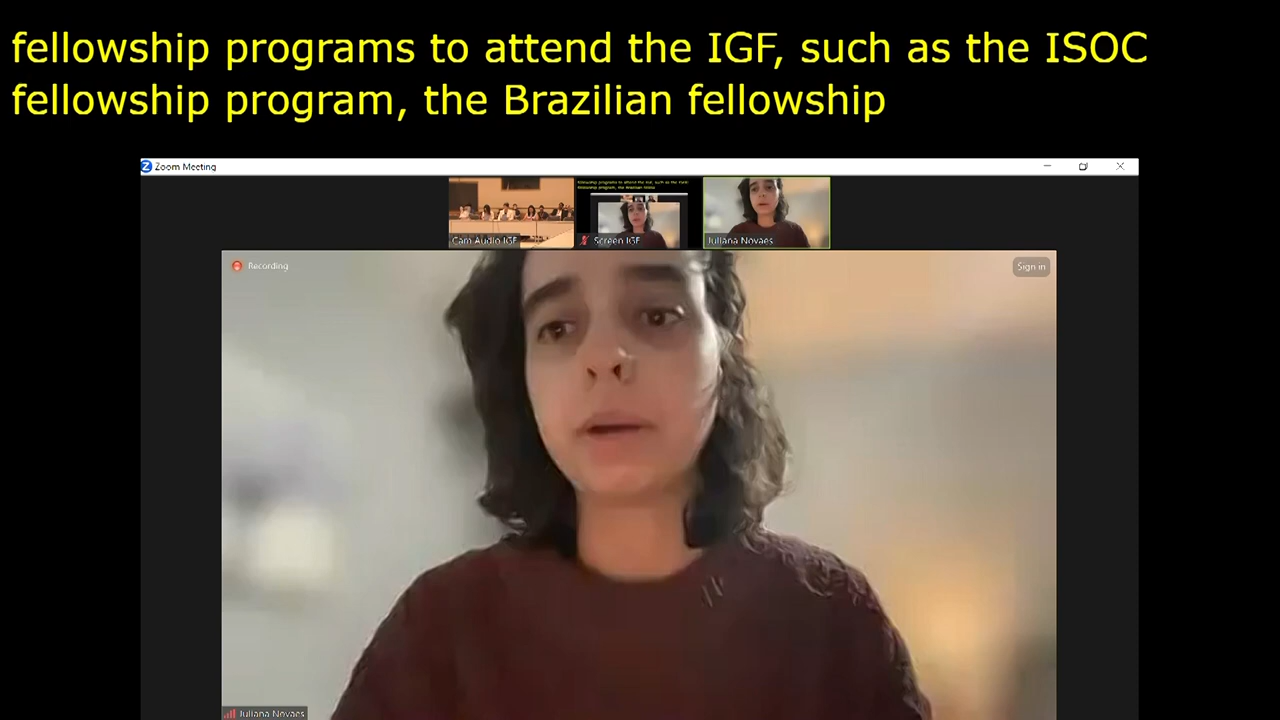 fellowship programs to attend the IGF, such as the ISOC
fellowship program, the Brazilian fellowship
Zoom Meeting
Cam Audio IGF
Screen IGF
Juliana Novaes
Recording
Sign in
Juliana Novaes